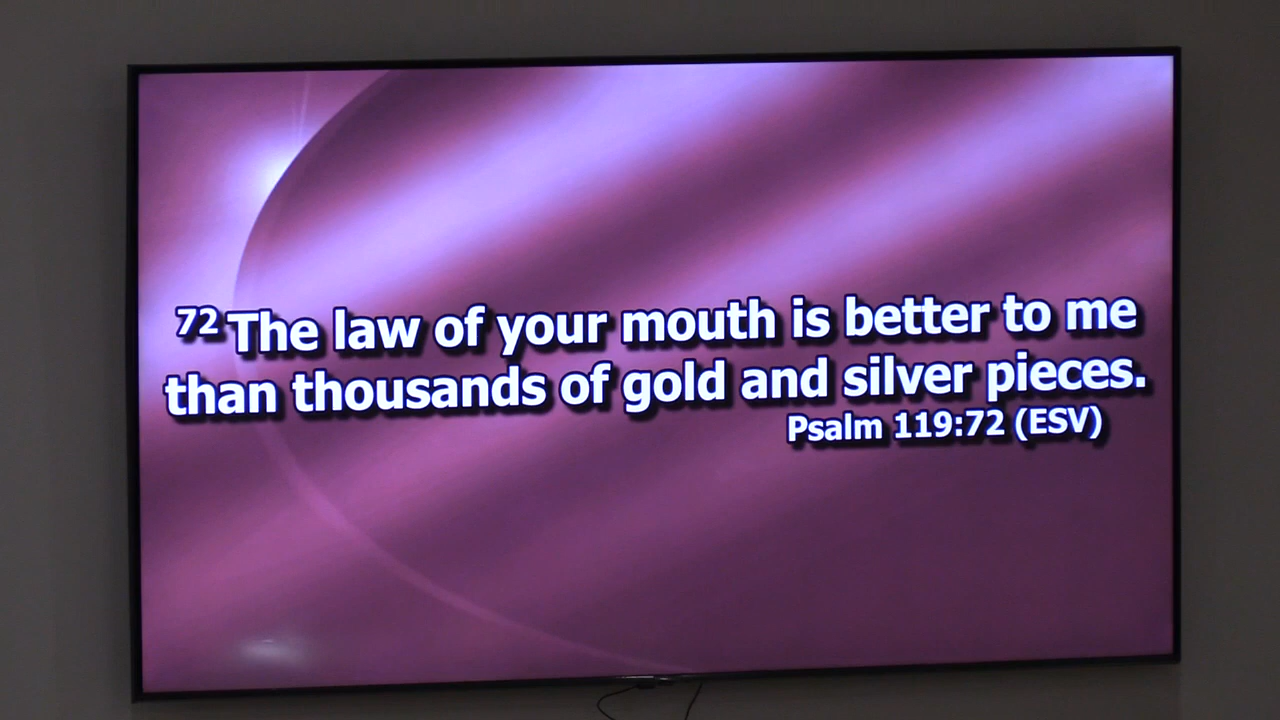 72 The law of your mouth is better to me
than thousands of gold and silver pieces.
Psalm 119:72 (ESV)